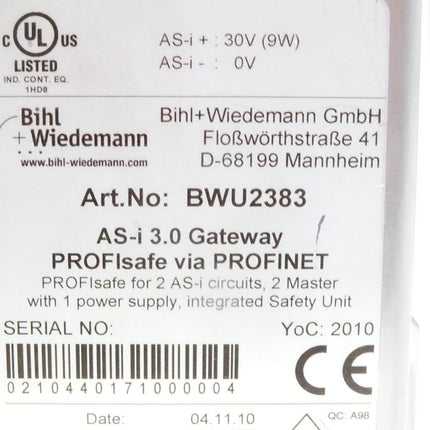 C UL US
LISTED
IND. CONT. EQ.
1HD8
AS-i + : 30V (9W)
AS-i - : 0V
Bihl
+ Wiedemann
www.bihl-wiedemann.com
Bihl+Wiedemann GmbH
Floßwörthstraße 41
D-68199 Mannheim
Art.No: BWU2383
AS-i 3.0 Gateway
PROFIsafe via PROFINET
PROFIsafe for 2 AS-i circuits, 2 Master
with 1 power supply, integrated Safety Unit
SERIAL NO: YoC: 2010
CE
0210440171000004
Date: 04.11.10 QC: A98